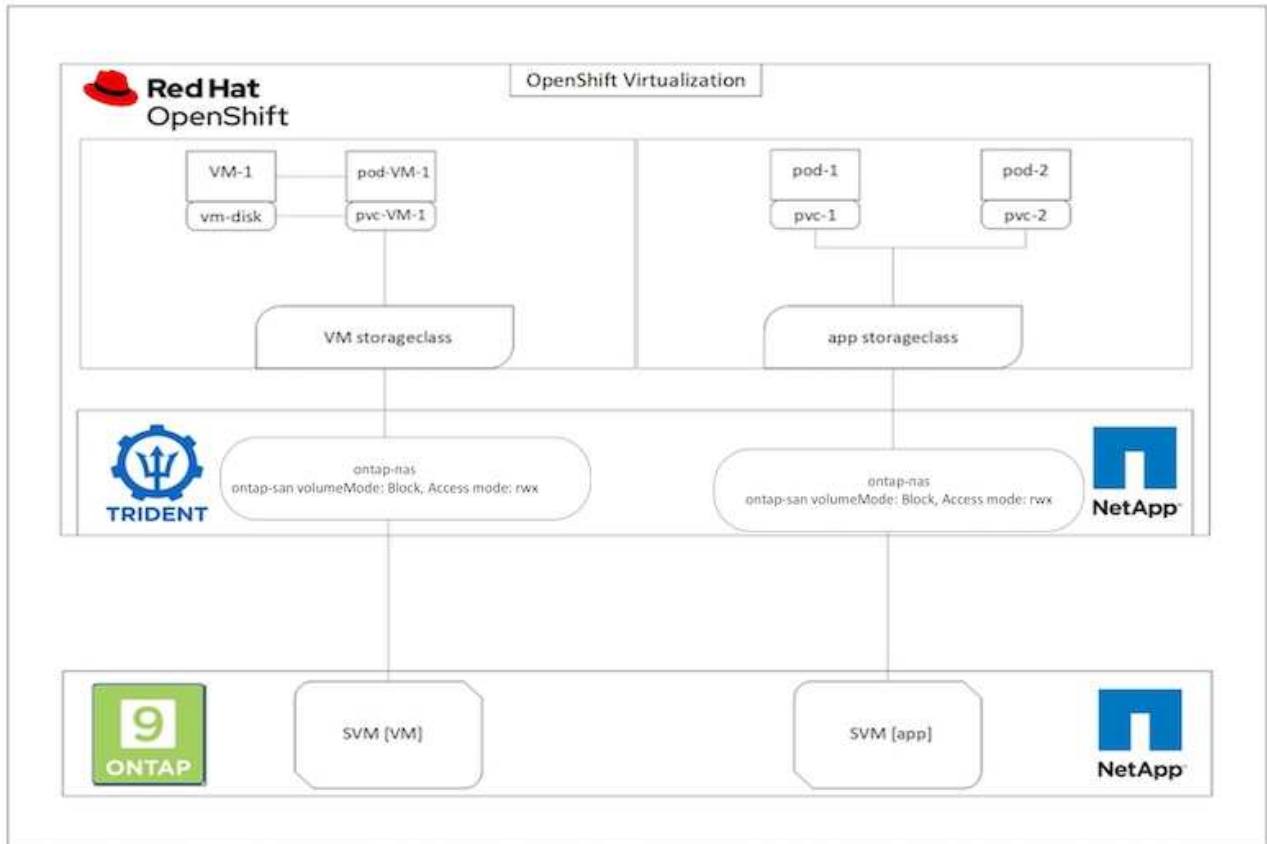 Red Hat
OpenShift
OpenShift Virtualization
VM-1
pod-VM-1
vm-disk
pvc-VM-1
VM storageclass
pod-1
pod-2
pvc-1
pvc-2
app storageclass
TRIDENT
ontap-nas
ontap-san volumeMode: Block, Access mode: rwx
ontap-nas
ontap-san volumeMode: Block, Access mode: rwx
NetApp
9
ONTAP
SVM [VM]
SVM [app]
NetApp